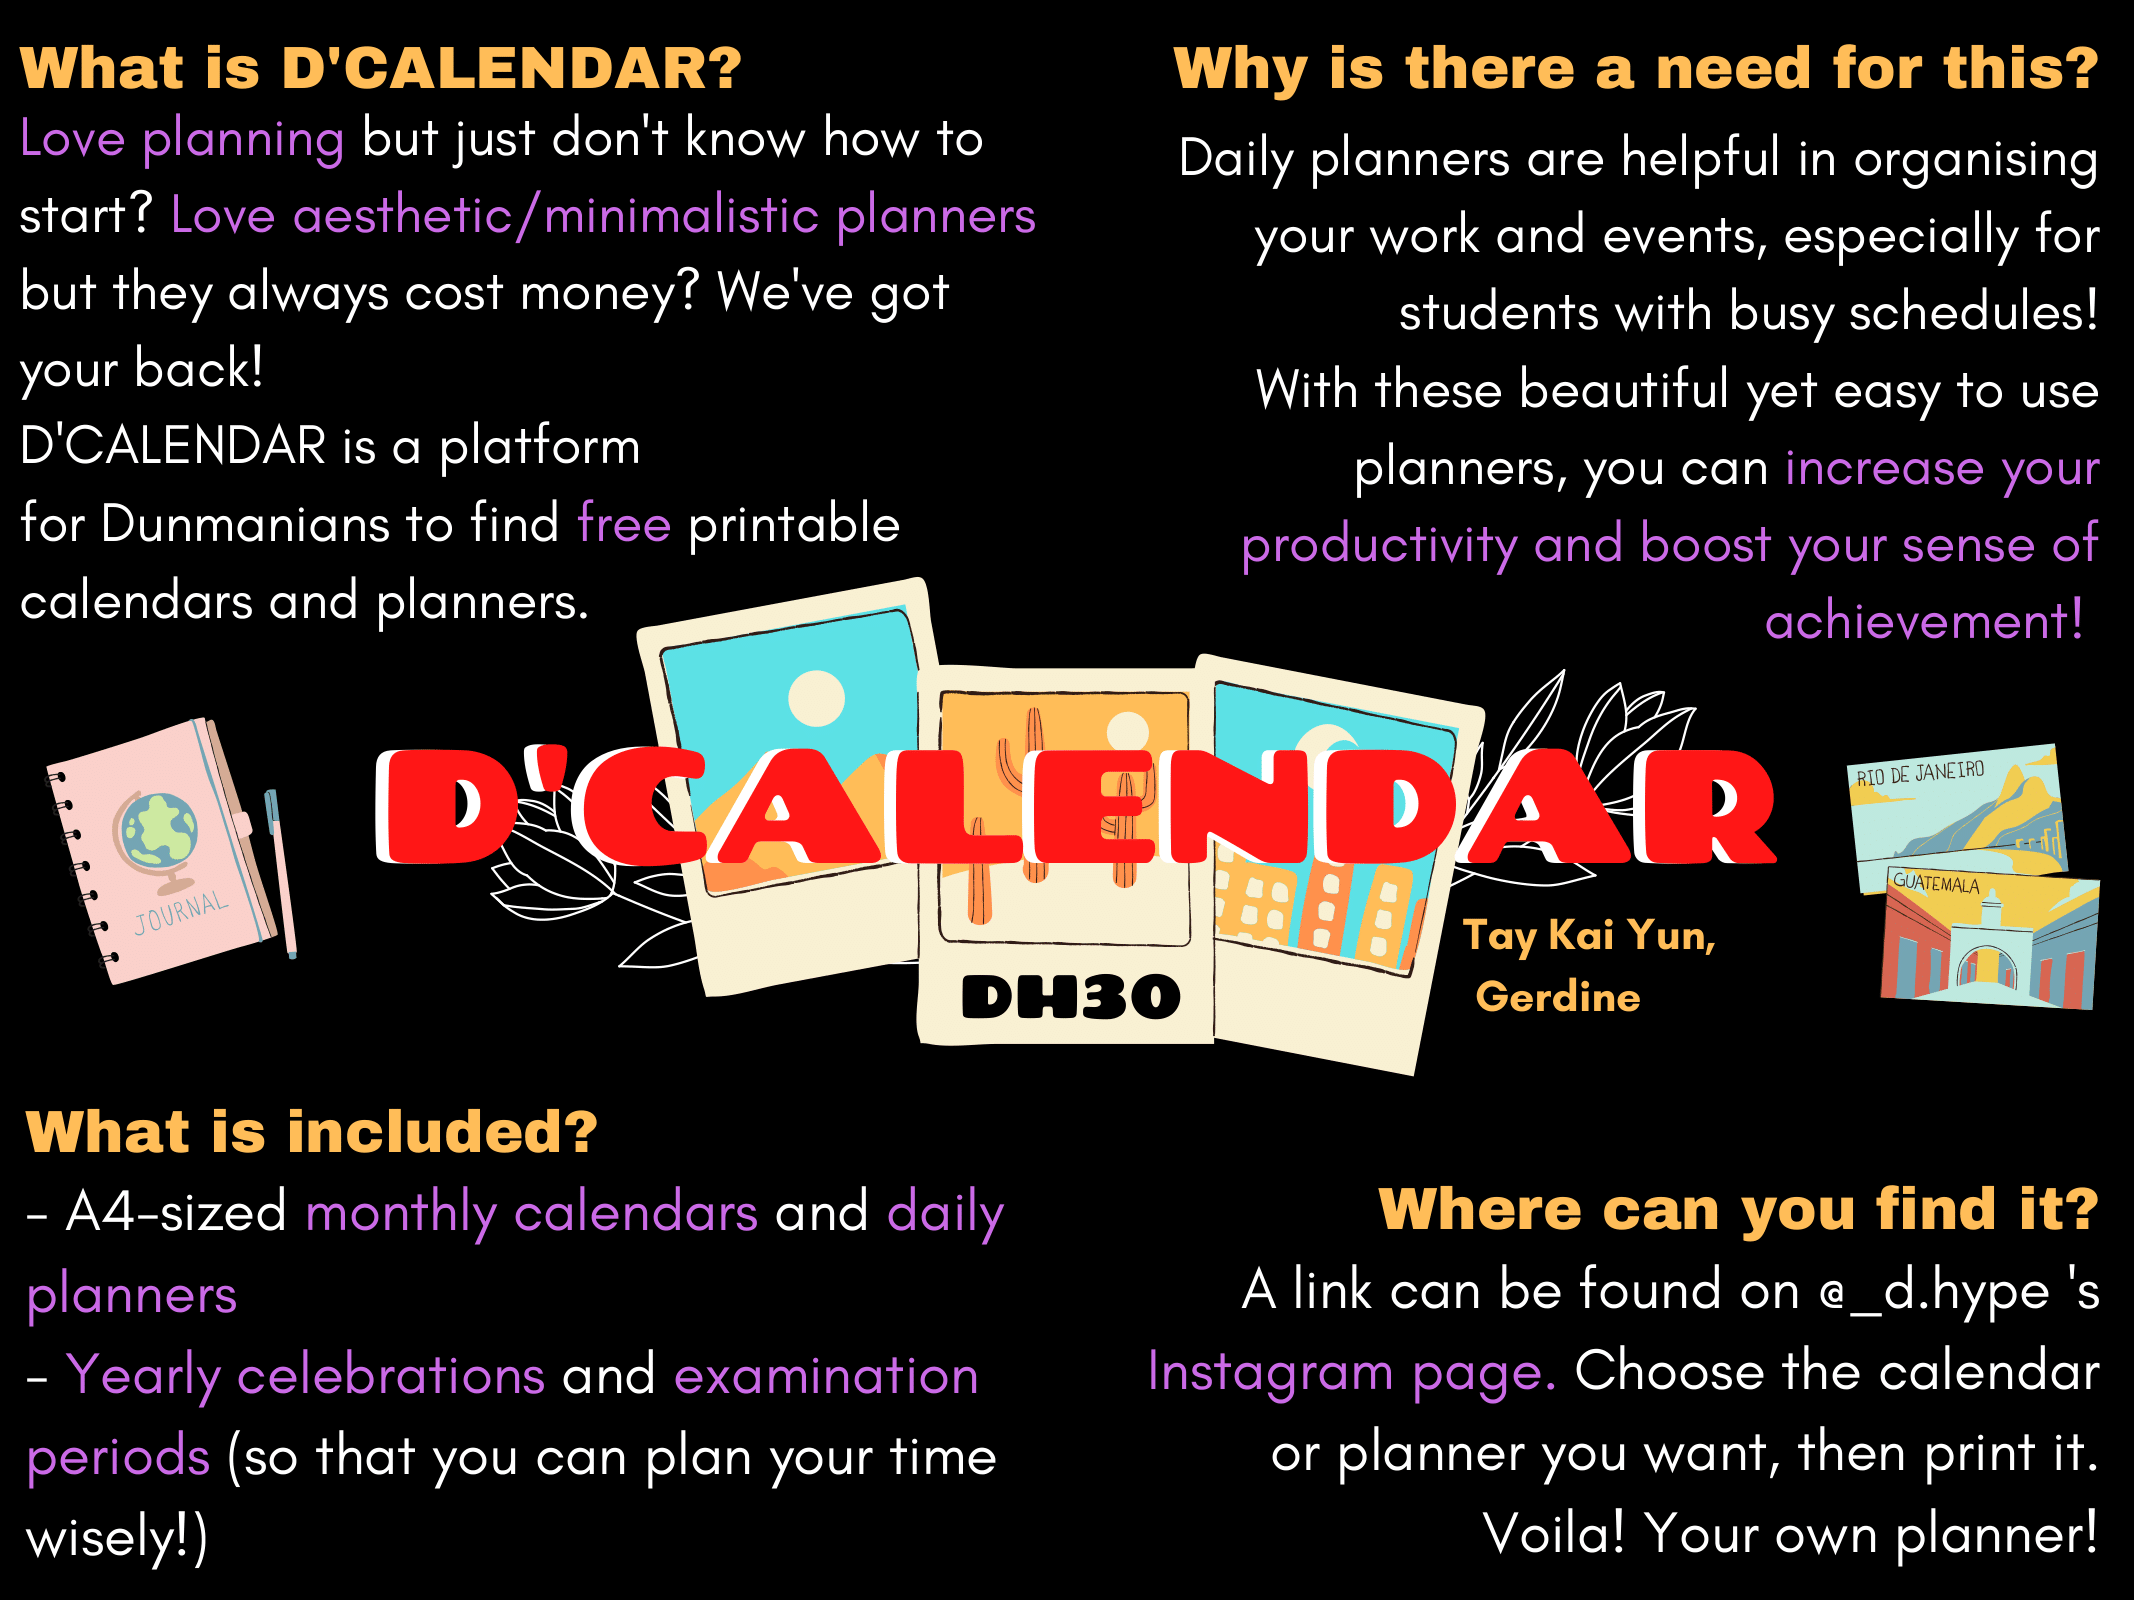 What is D'CALENDAR?
Love planning but just don't know how to
start? Love aesthetic/minimalistic planners
but they always cost money? We've got
your back!
D'CALENDAR is a platform
for Dunmanians to find free printable
calendars and planners.
Why is there a need for this?
Daily planners are helpful in organising
your work and events, especially for
students with busy schedules!
With these beautiful yet easy to use
planners, you can increase your
productivity and boost your sense of
achievement!
JOURNAL
D'CALENDAR
DH30
Tay Kai Yun,
Gerdine
RIO DE JANEIRO
GUATEMALA
What is included?
- A4-sized monthly calendars and daily
planners
- Yearly celebrations and examination
periods (so that you can plan your time
wisely!)
Where can you find it?
A link can be found on @_d.hype 's
Instagram page. Choose the calendar
or planner you want, then print it.
Voila! Your own planner!